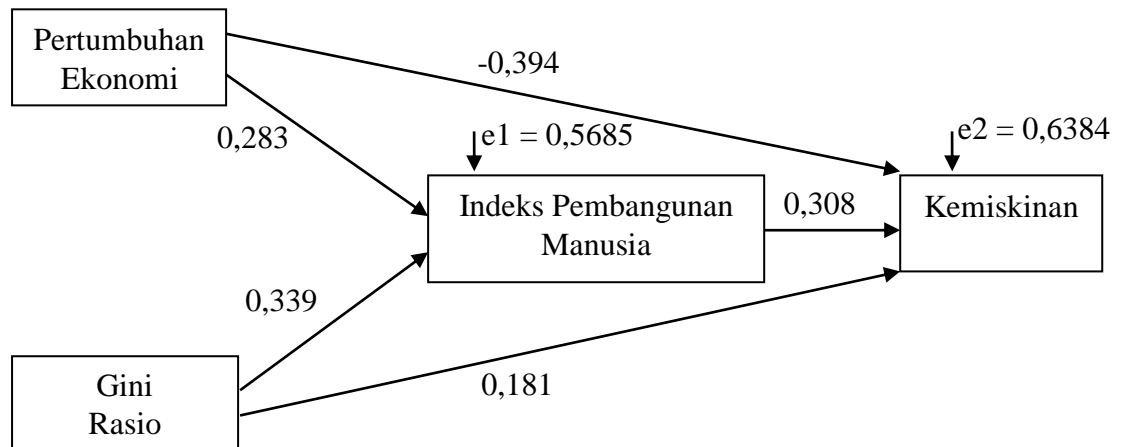 Pertumbuhan
Ekonomi
-0,394
0,283
e1 = 0,5685
e2 = 0,6384
Indeks Pembangunan
Manusia
0,308
Kemiskinan
0,339
0,181
Gini
Rasio